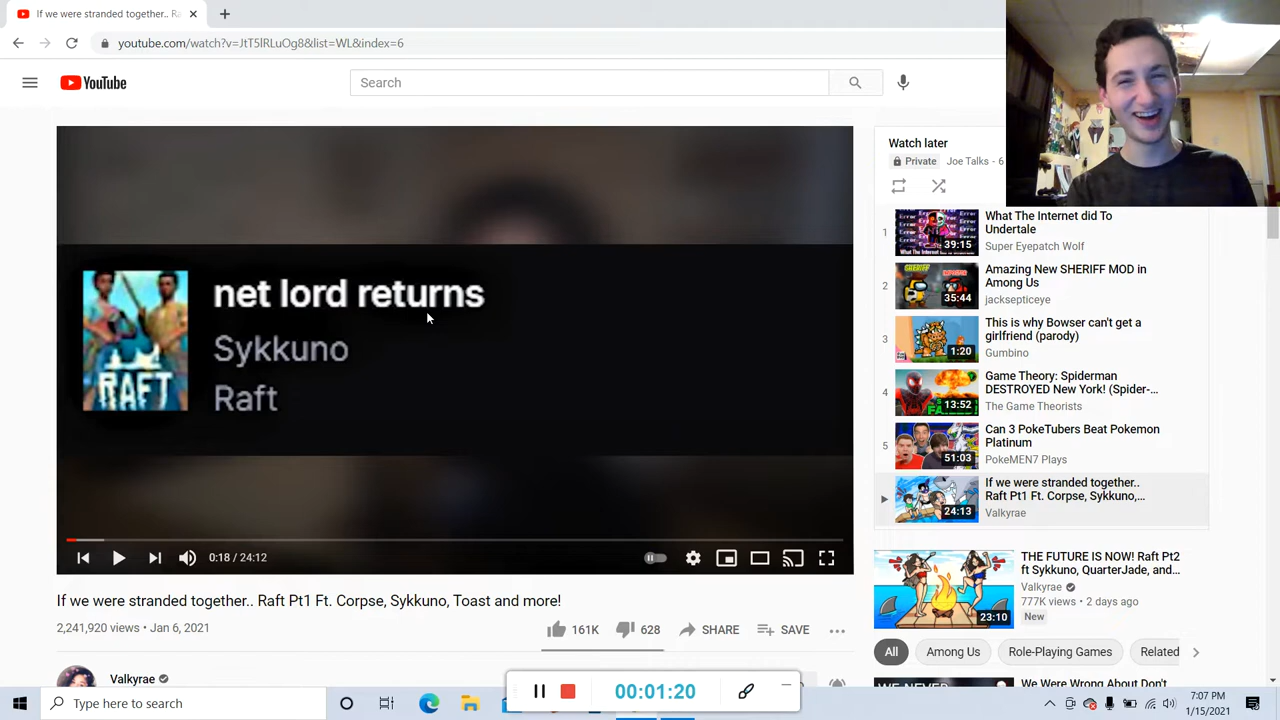 If we were stranded together.. Ra
youtube.com/watch?v=JtT5lRLuOg8&list=WL&index=6
YouTube
Search
net lord returns
Sykkuno
Raft
RAFT
0:18 / 24:12
If we were stranded together.. Raft Pt1 Ft. Corpse, Sykkuno, Toast and more!
2,241,920 views • Jan 6, 2021
161K
628
SHARE
SAVE
Valkyrae
Watch later
Private
Joe Talks - 6
1
What The Internet did To
Undertale
Super Eyepatch Wolf
39:15
2
Amazing New SHERIFF MOD in
Among Us
jacksepticeye
35:44
3
This is why Bowser can't get a
girlfriend (parody)
Gumbino
1:20
4
Game Theory: Spiderman
DESTROYED New York! (Spider-...
The Game Theorists
13:52
5
Can 3 PokeTubers Beat Pokemon
Platinum
PokeMEN7 Plays
51:03
If we were stranded together..
Raft Pt1 Ft. Corpse, Sykkuno,...
Valkyrae
24:13
THE FUTURE IS NOW! Raft Pt2
ft Sykkuno, QuarterJade, and...
Valkyrae
777K views • 2 days ago
New
23:10
All
Among Us
Role-Playing Games
Related
We Were Wrong About Don't
00:01:20
Type here to search
7:07 PM
1/15/2021